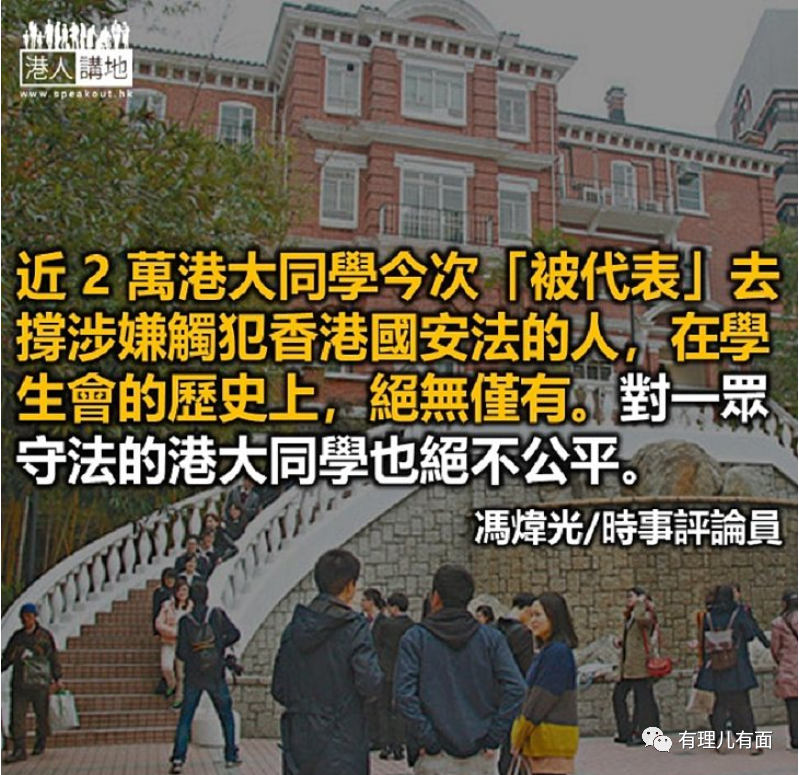 港人講地
www.speakout.hk
近 2 萬港大同學今次「被代表」去
撐涉嫌觸犯香港國安法的人，在學
生會的歷史上，絕無僅有。對一眾
守法的港大同學也絕不公平。
馮煒光/時事評論員
有理儿有面